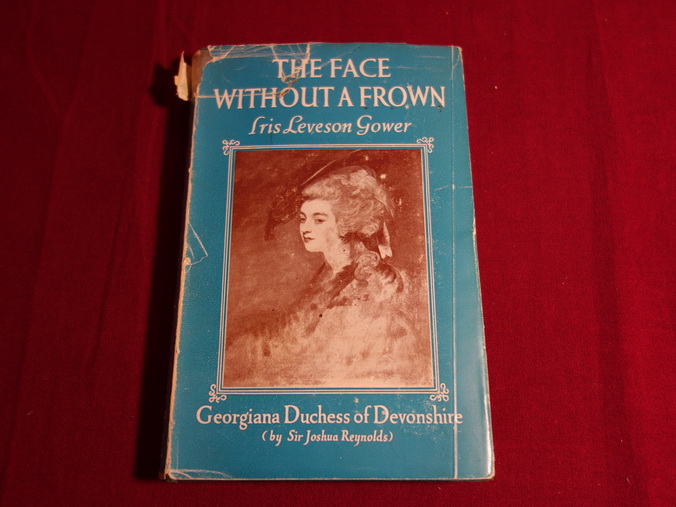 THE FACE
WITHOUT A FROWN
Iris Leveson Gower
Georgiana Duchess of Devonshire
(by Sir Joshua Reynolds)